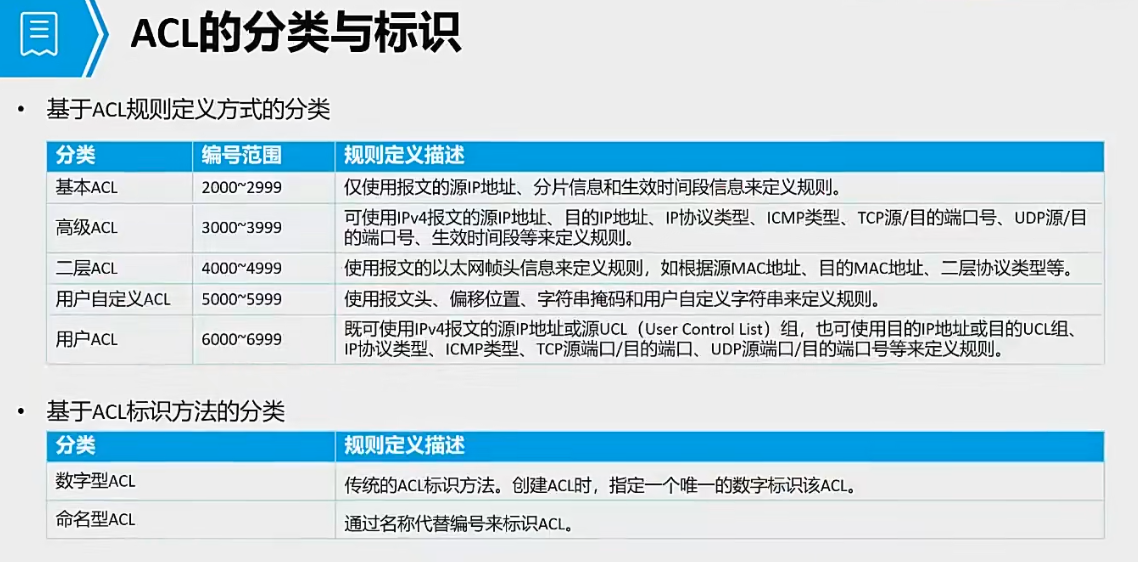 ACL的分类与标识
• 基于ACL规则定义方式的分类
分类 编号范围 规则定义描述
基本ACL 2000~2999 仅使用报文的源IP地址、分片信息和生效时间段信息来定义规则。
高级ACL 3000~3999 可使用IPv4报文的源IP地址、目的IP地址、IP协议类型、ICMP类型、TCP源/目的端口号、UDP源/目
的端口号、生效时间段等来定义规则。
二层ACL 4000~4999 使用报文的以太网帧头信息来定义规则，如根据源MAC地址、目的MAC地址、二层协议类型等。
用户自定义ACL 5000~5999 使用报文头、偏移位置、字符串掩码和用户自定义字符串来定义规则。
用户ACL 6000~6999 既可使用IPv4报文的源IP地址或源UCL（User Control List）组，也可使用目的IP地址或目的UCL组、
IP协议类型、ICMP类型、TCP源端口/目的端口、UDP源端口/目的端口号等来定义规则。
• 基于ACL标识方法的分类
分类 规则定义描述
数字型ACL 传统的ACL标识方法。创建ACL时，指定一个唯一的数字标识该ACL。
命名型ACL 通过名称代替编号来标识ACL。